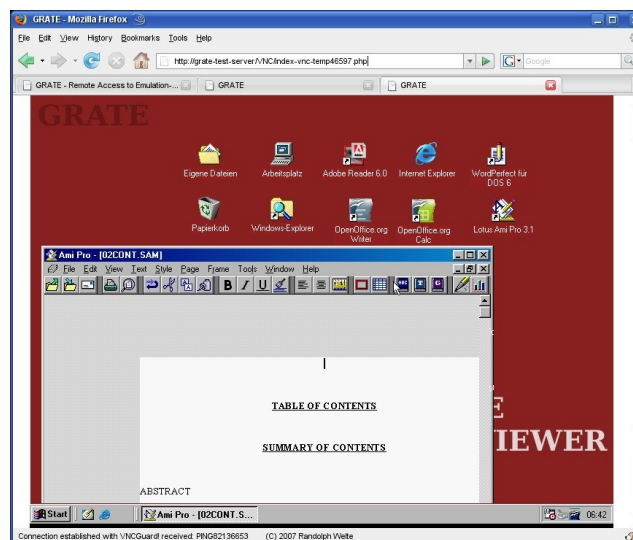 GRATE - Mozilla Firefox
File Edit View History Bookmarks Tools Help
http://grate-test-server/VNC/index-vnc-temp46597.php
Google
GRATE - Remote Access to Emulation-...
GRATE
GRATE
GRATE
Eigene Dateien
Arbeitsplatz
Adobe Reader 6.0
Internet Explorer
WordPerfect für
DOS 6
Papierkorb
Windows-Explorer
OpenOffice.org
Writer
OpenOffice.org
Calc
Lotus Ami Pro 3.1
Ami Pro - [02CONT.SAM]
File Edit View Text Style Page Frame Tools Window Help
B I U
TABLE OF CONTENTS
SUMMARY OF CONTENTS
ABSTRACT
E
IEWER
Start
Ami Pro - [02CONT.S...
06:42
Connection established with VNCGuard! received: PING82136653 (C) 2007 Randolph Welte